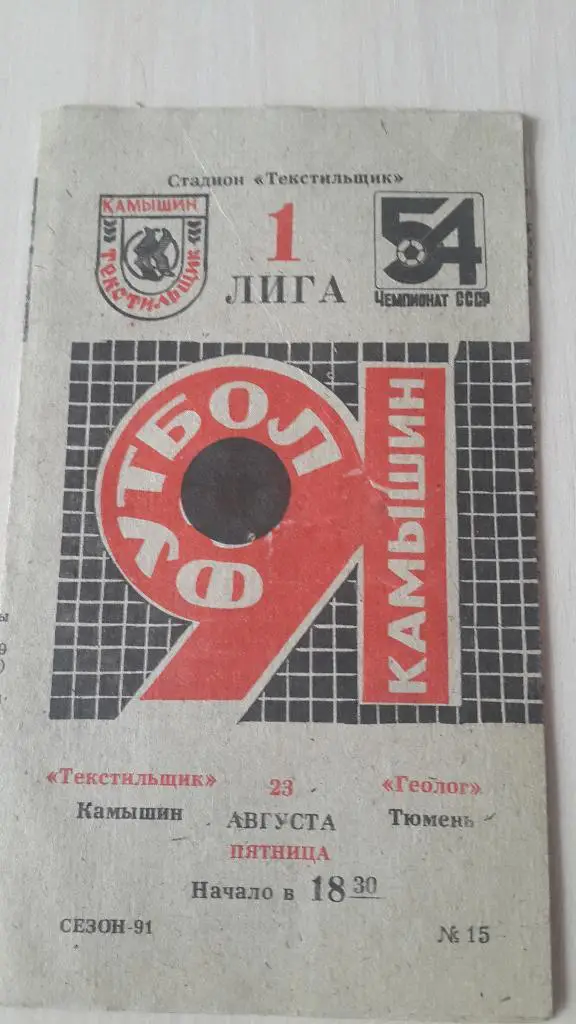 Стадион «Текстильщик»
КАМЫШИН
ТЕКСТИЛЬЩИК
1
ЛИГА
54
ЧЕМПИОНАТ СССР
ФУТБОЛ
91
КАМЫШИН
«Текстильщик»
Камышин
23
АВГУСТА
ПЯТНИЦА
«Геолог»
Тюмень
Начало в 18 30
СЕЗОН-91
№ 15
ы
9
)